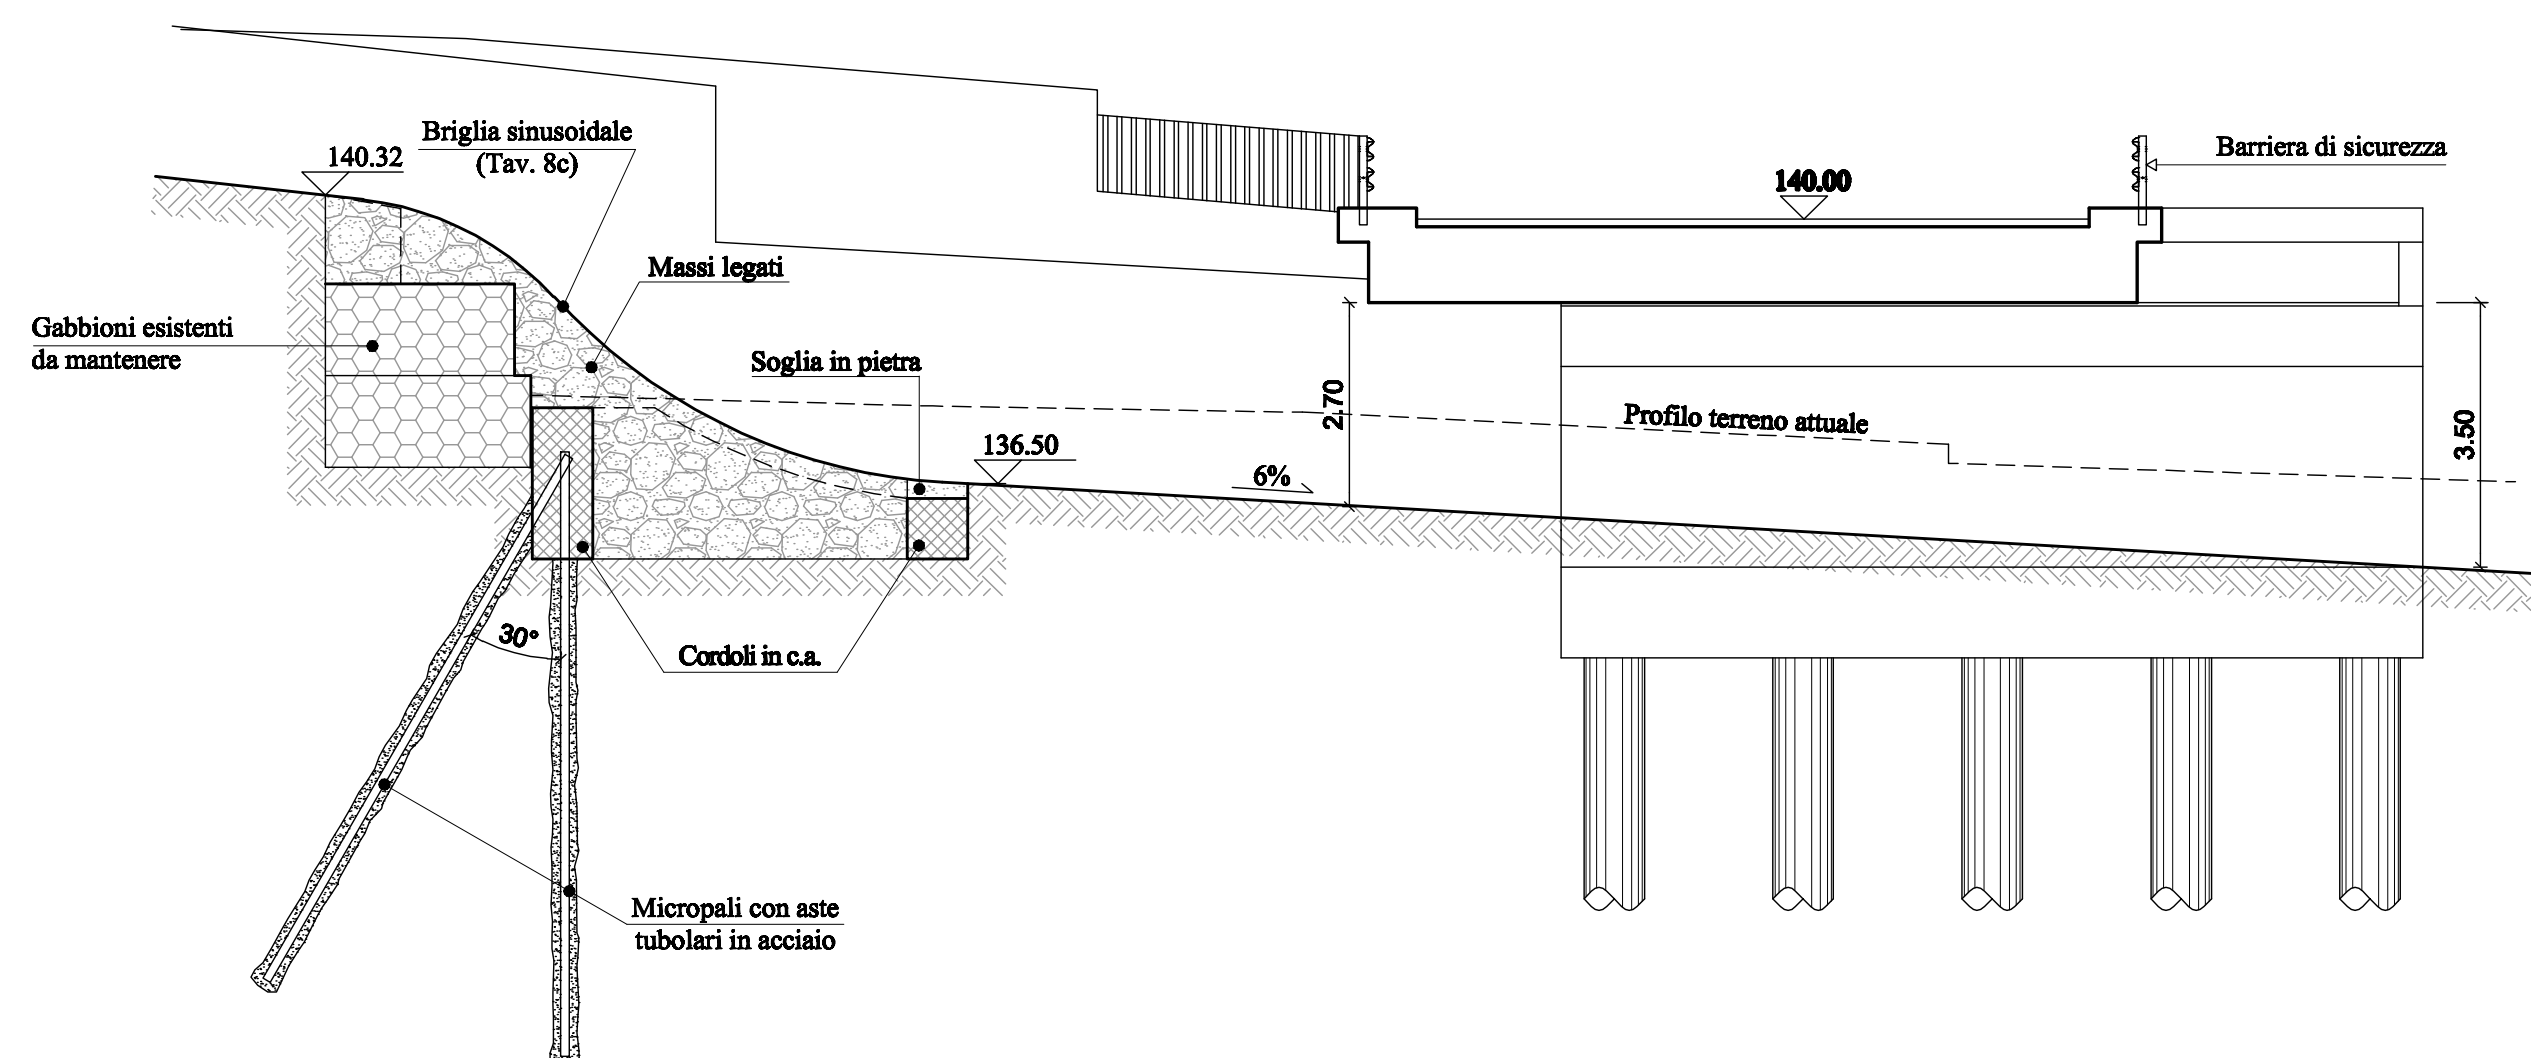 Briglia sinusoidale
(Tav. 8c)
140.32
Barriera di sicurezza
140.00
Massi legati
Gabbioni esistenti
da mantenere
Soglia in pietra
2.70
Profilo terreno attuale
3.50
136.50
6%
30°
Cordoli in c.a.
Micropali con aste
tubolari in acciaio